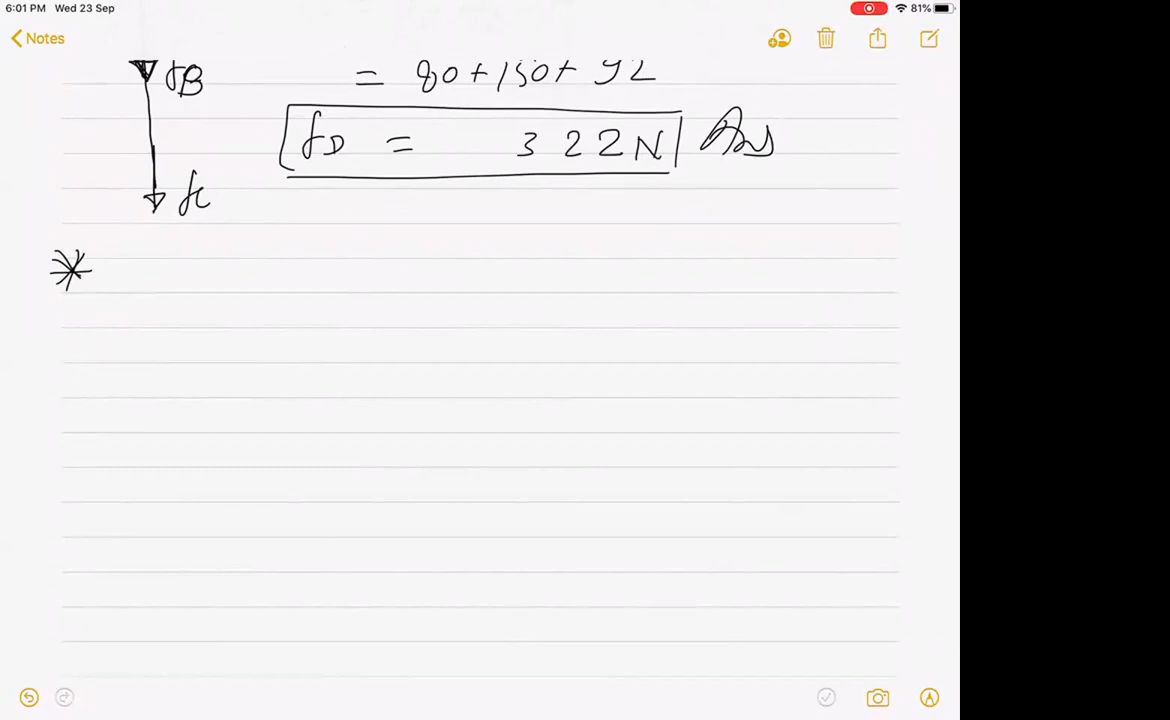 6:01 PM Wed 23 Sep
81%
Notes
fB
= 80+150+92
fD = 322N Ans
fc
*